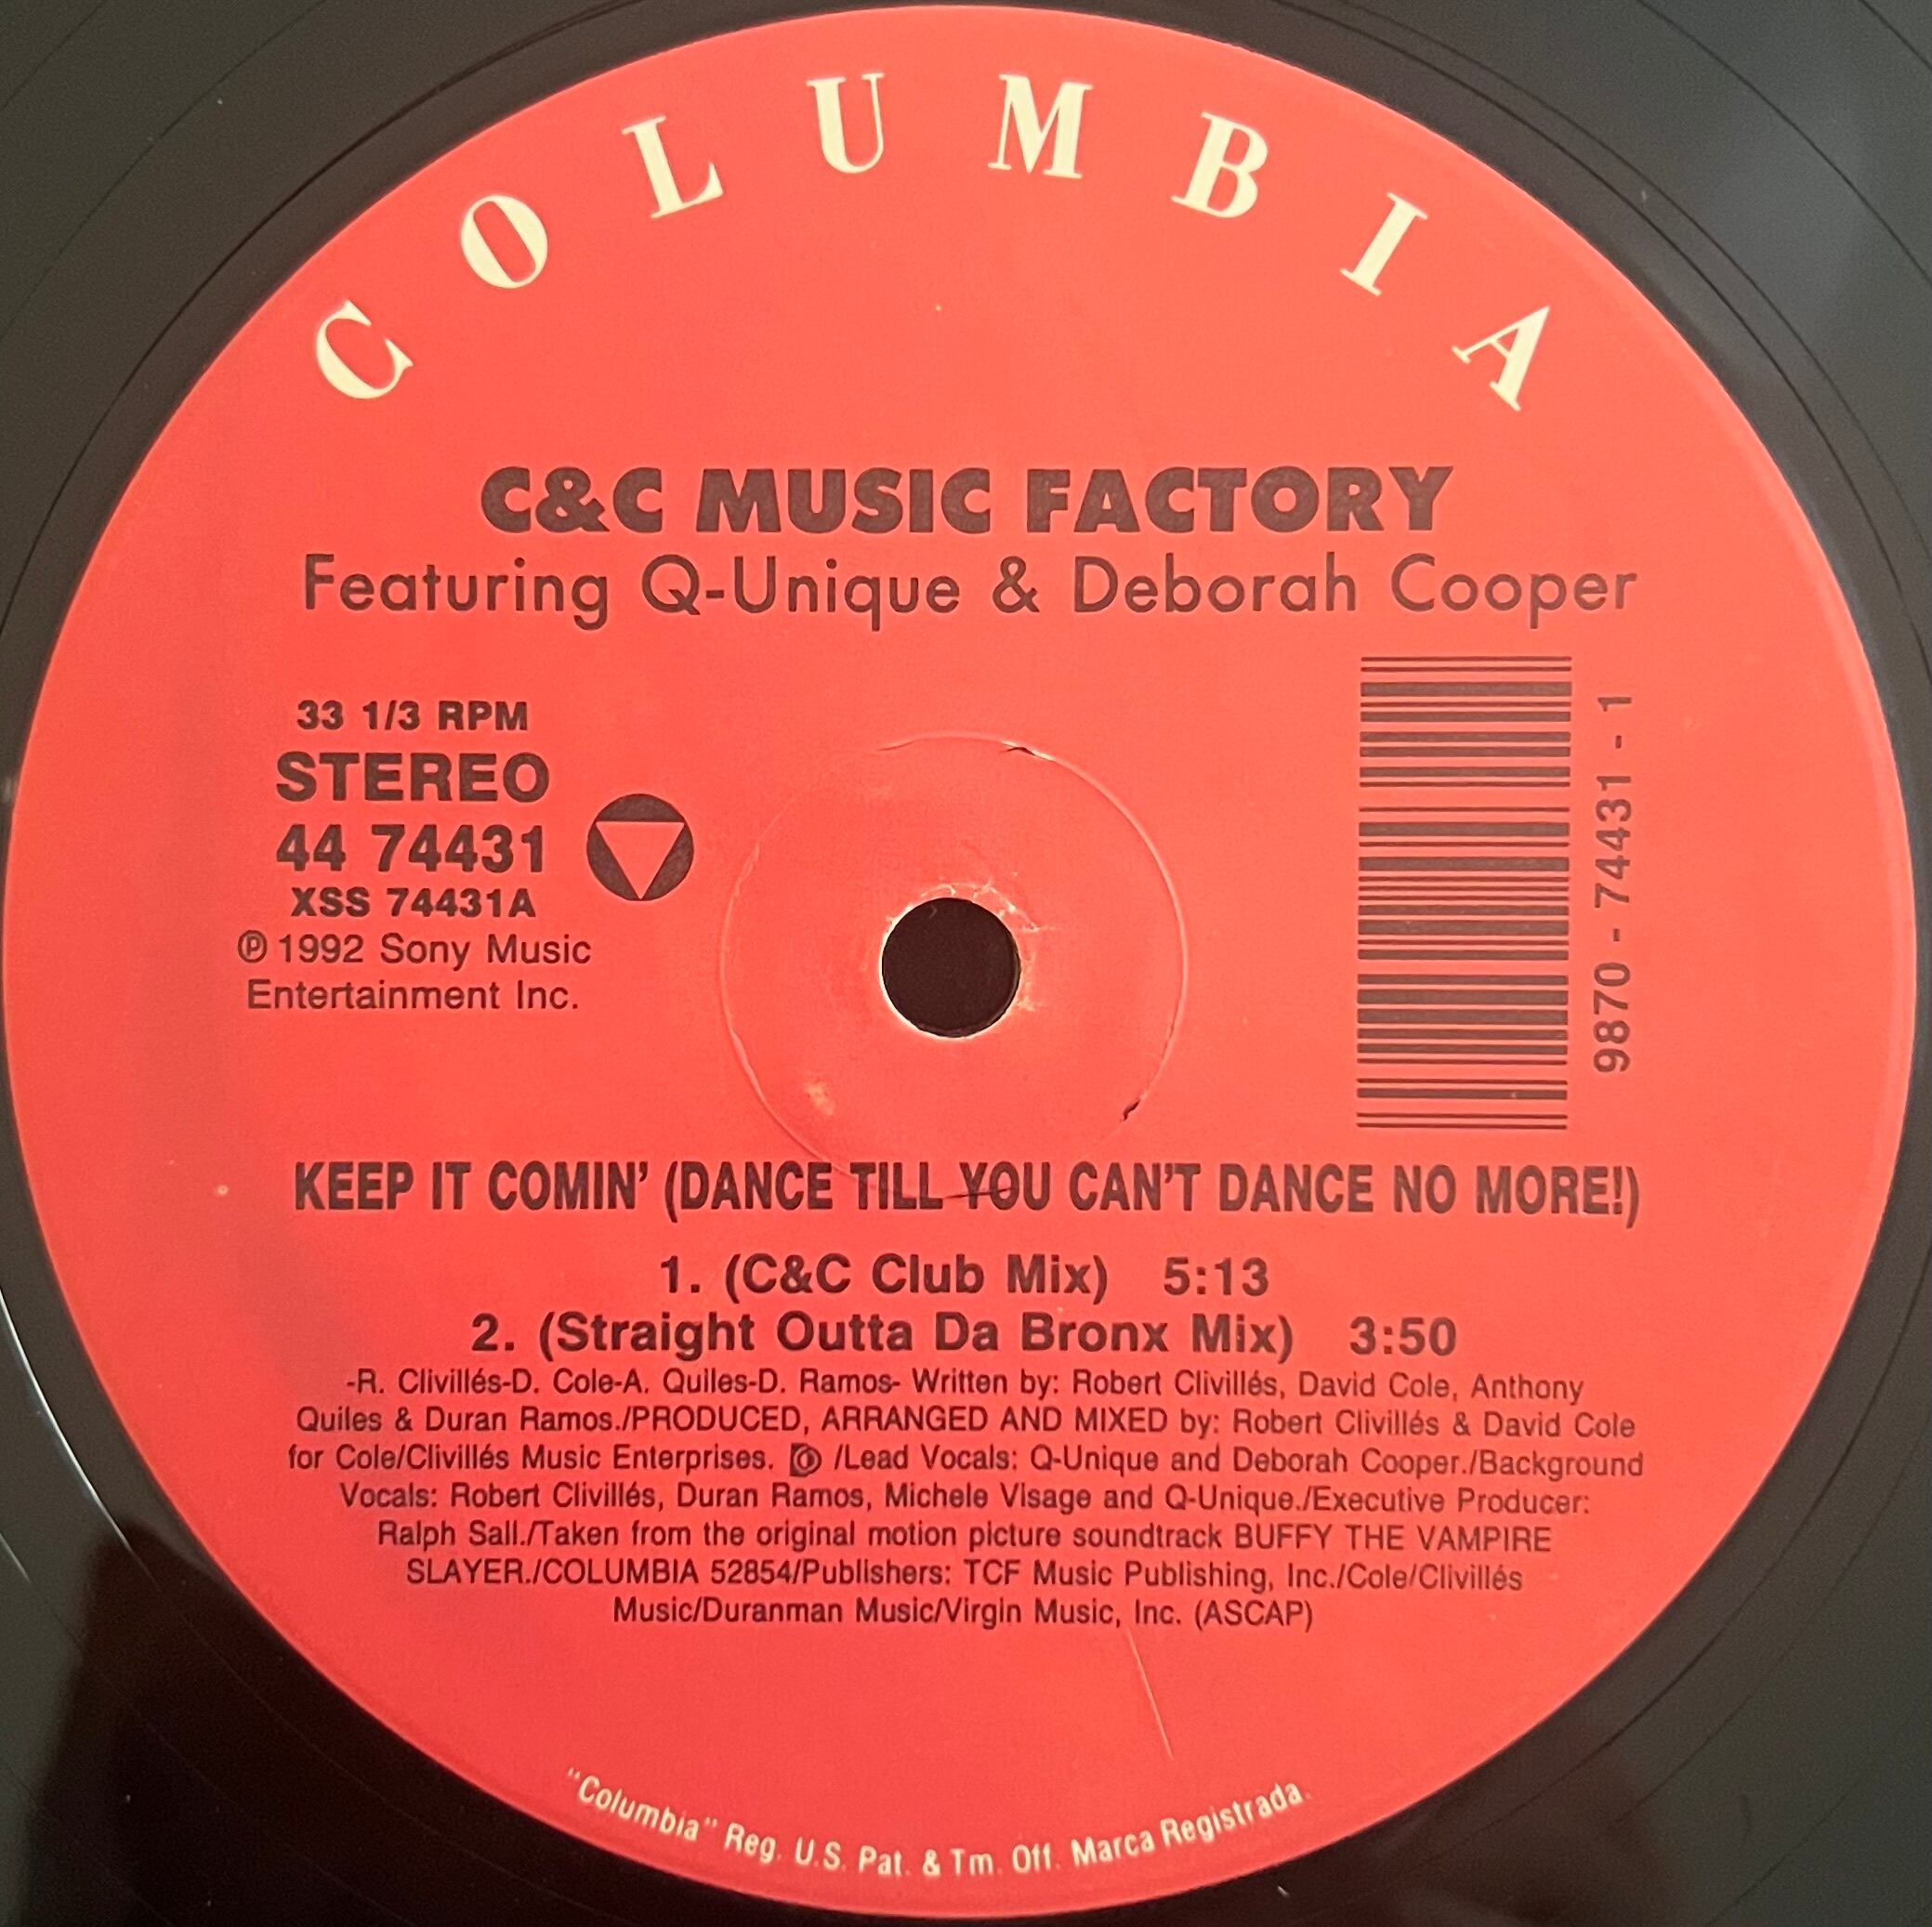 COLUMBIA
C&C MUSIC FACTORY
Featuring Q-Unique & Deborah Cooper
33 1/3 RPM
STEREO
44 74431
XSS 74431A
℗ 1992 Sony Music
Entertainment Inc.
9870 - 74431 - 1
KEEP IT COMIN' (DANCE TILL YOU CAN'T DANCE NO MORE!)
1. (C&C Club Mix) 5:13
2. (Straight Outta Da Bronx Mix) 3:50
-R. Clivillés-D. Cole-A. Quiles-D. Ramos- Written by: Robert Clivillés, David Cole, Anthony
Quiles & Duran Ramos./PRODUCED, ARRANGED AND MIXED by: Robert Clivillés & David Cole
for Cole/Clivillés Music Enterprises. /Lead Vocals: Q-Unique and Deborah Cooper./Background
Vocals: Robert Clivillés, Duran Ramos, Michele Visage and Q-Unique./Executive Producer:
Ralph Sall./Taken from the original motion picture soundtrack BUFFY THE VAMPIRE
SLAYER./COLUMBIA 52854/Publishers: TCF Music Publishing, Inc./Cole/Clivillés
Music/Duranman Music/Virgin Music, Inc. (ASCAP)
"Columbia" Reg. U.S. Pat. & Tm. Off. Marca Registrada.